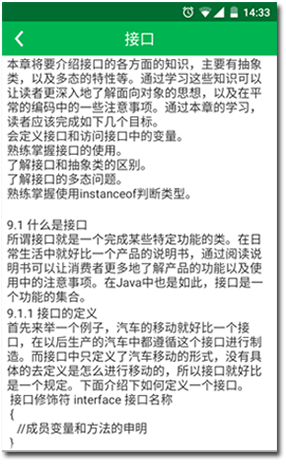 14:33
接口
本章将要介绍接口的各方面的知识，主要有抽象
类，以及多态的特性等。通过学习这些知识可以
让读者更深入地了解面向对象的思想，以及在平
常的编码中的一些注意事项。通过本章的学习，
读者应该完成如下几个目标。
会定义接口和访问接口中的变量。
熟练掌握接口的使用。
了解接口和抽象类的区别。
了解接口的多态问题。
熟练掌握使用instanceof判断类型。
9.1 什么是接口
所谓接口就是一个完成某些特定功能的类。在日
常生活中就好比一个产品的说明书，通过阅读说
明书可以让消费者更多地了解产品的功能以及使
用中的注意事项。在Java中也是如此，接口是一
个功能的集合。
9.1.1 接口的定义
首先来举一个例子，汽车的移动就好比一个接
口，在以后生产的汽车中都遵循这个接口进行制
造。而接口中只定义了汽车移动的形式，没有具
体的去定义是怎么进行移动的，所以接口就好比
是一个规定。下面介绍下如何定义一个接口。
接口修饰符 interface 接口名称
{
//成员变量和方法的申明
}